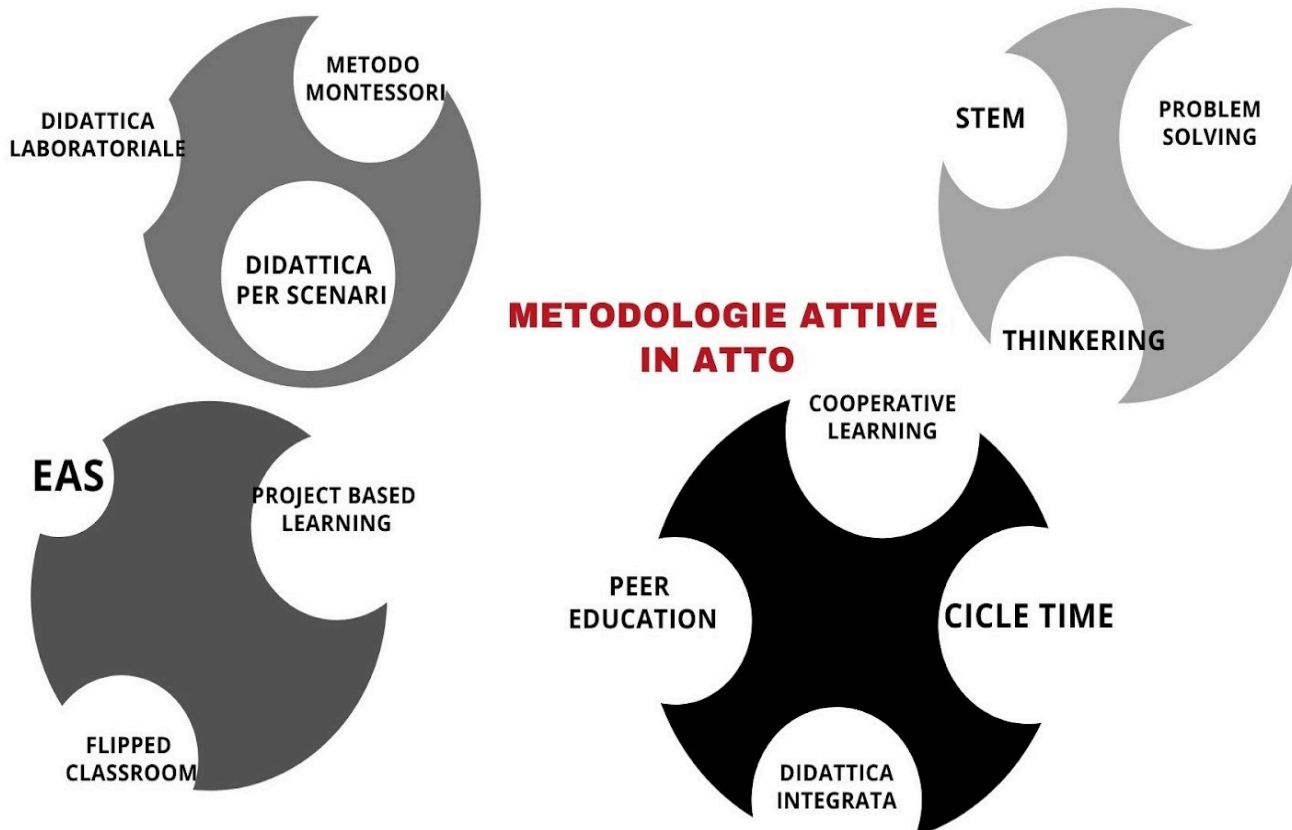 METODO
MONTESSORI
DIDATTICA
LABORATORIALE
DIDATTICA
PER SCENARI
STEM
PROBLEM
SOLVING
THINKERING
METODOLOGIE ATTIVE
IN ATTO
EAS
PROJECT BASED
LEARNING
FLIPPED
CLASSROOM
COOPERATIVE
LEARNING
PEER
EDUCATION
CICLE TIME
DIDATTICA
INTEGRATA